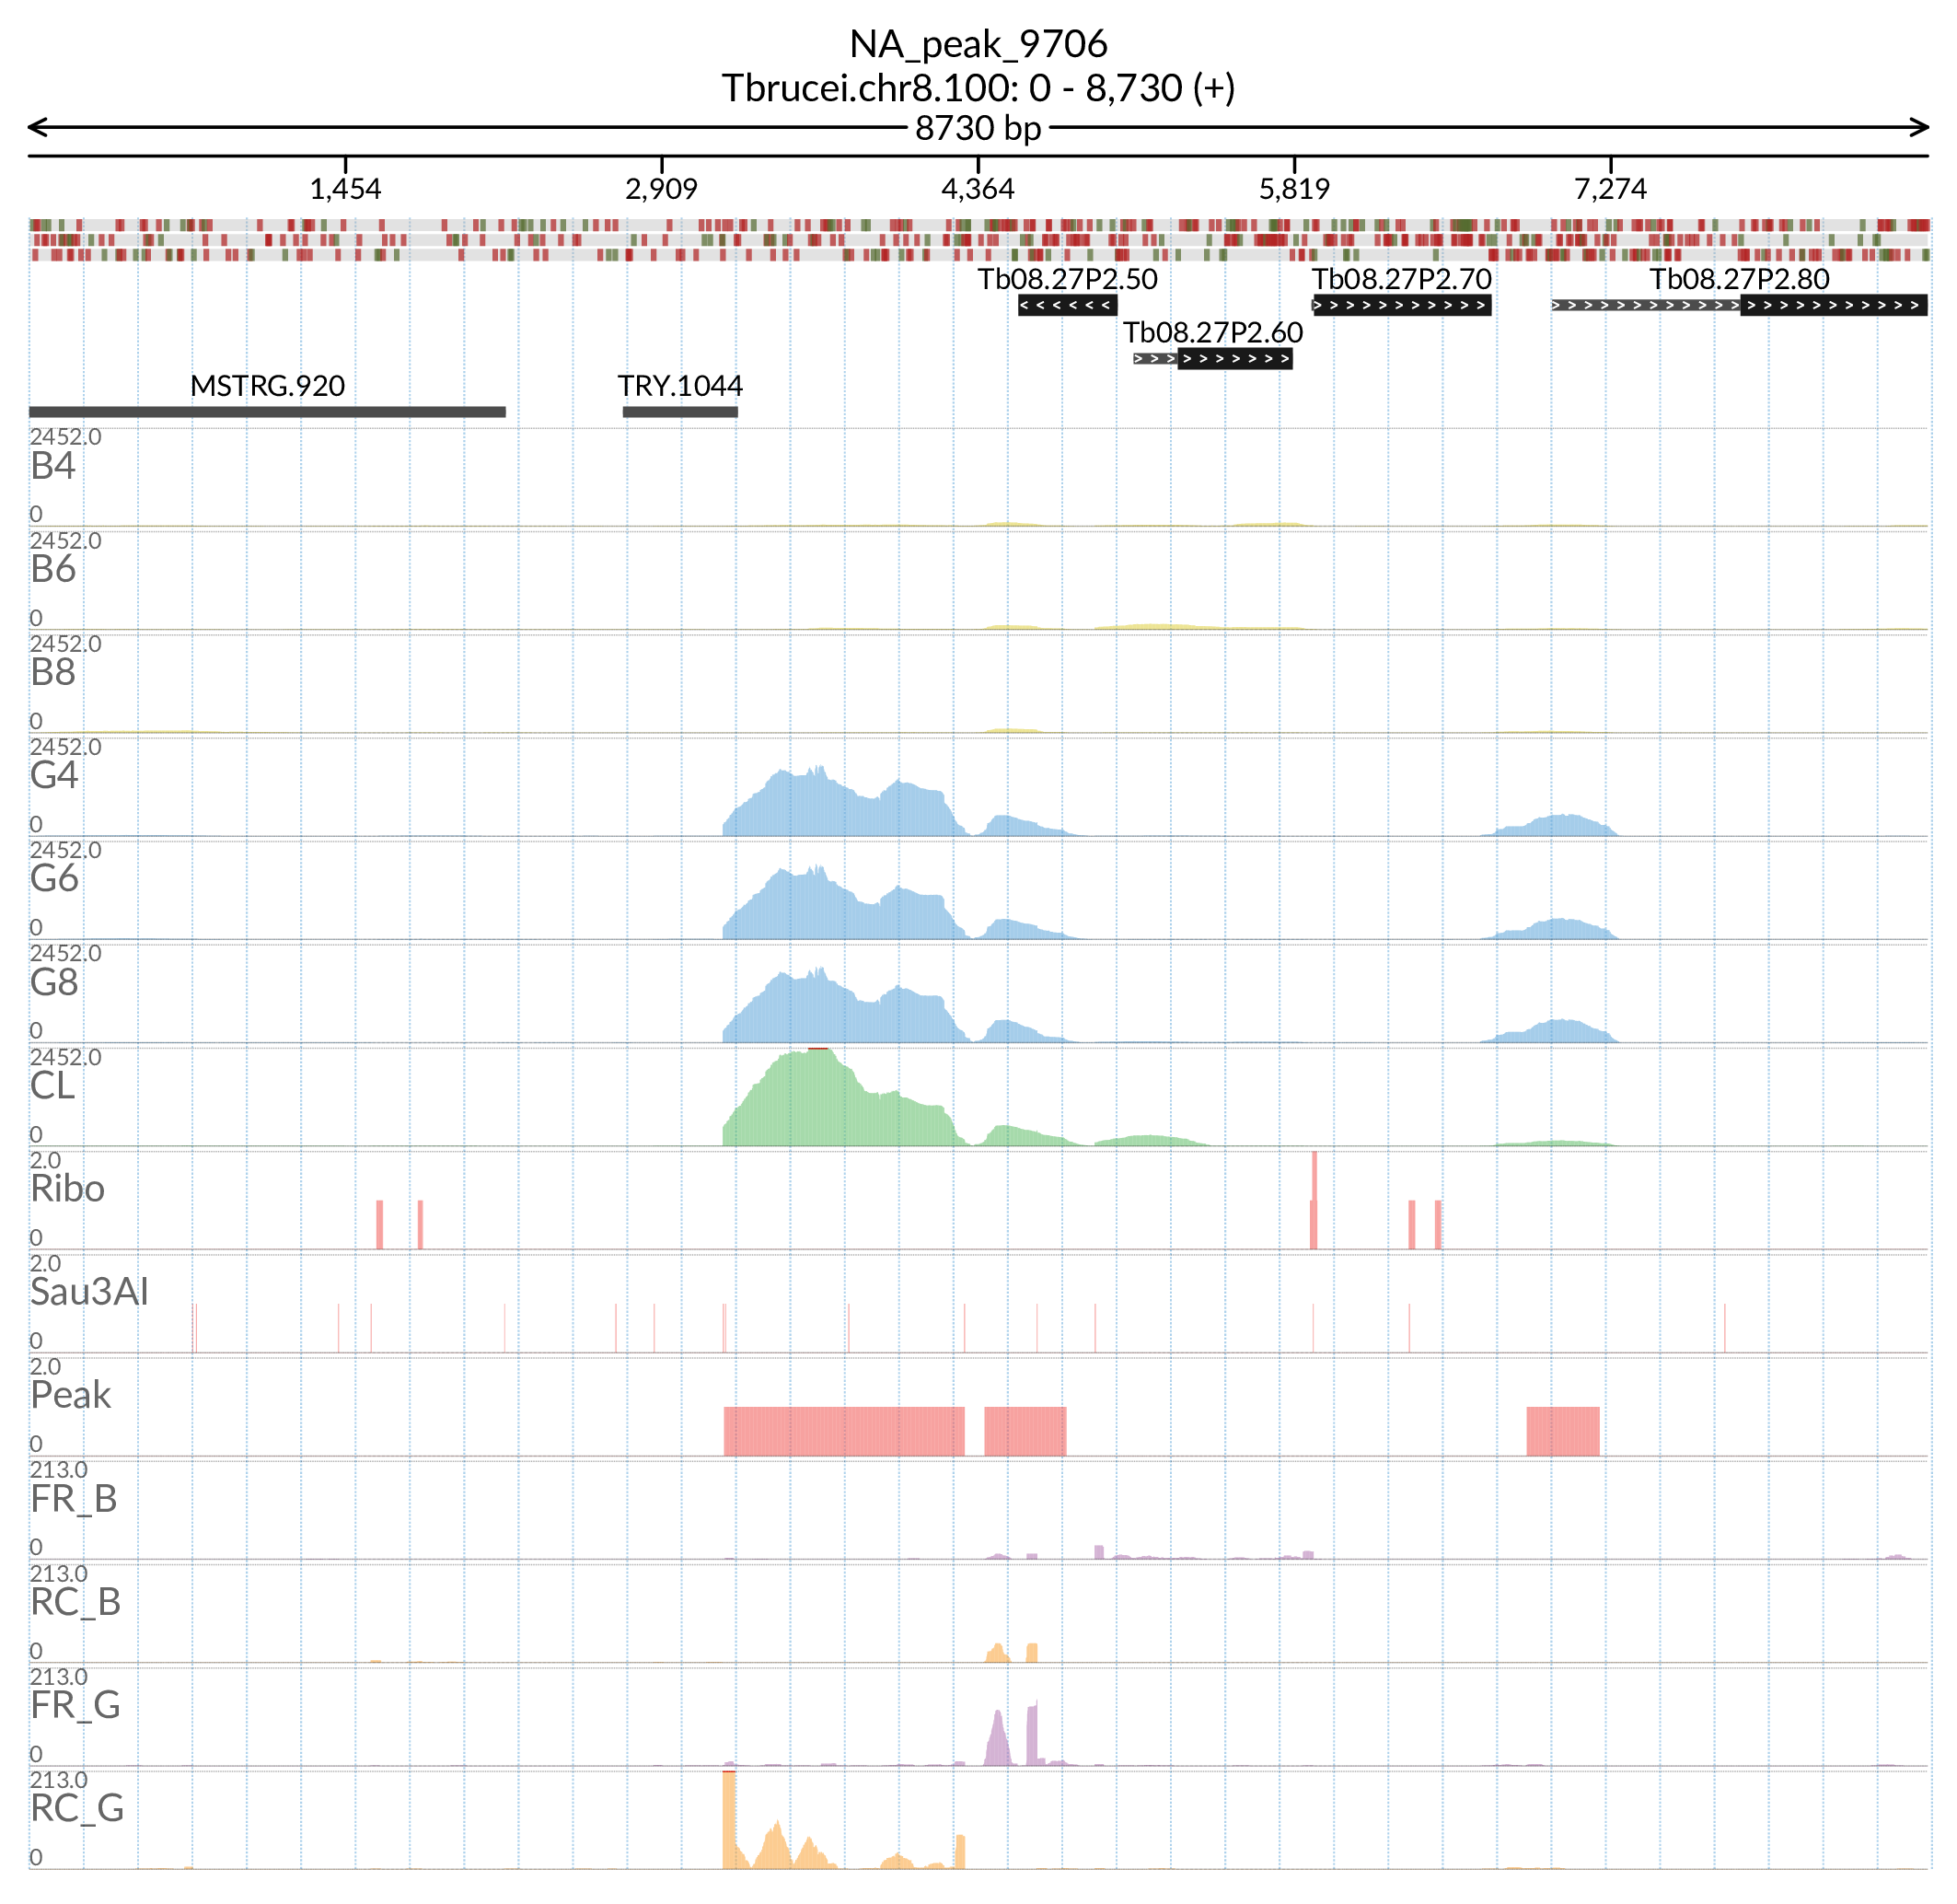 NA_peak_9706
Tbrucei.chr8.100: 0 - 8,730 (+)
8730 bp
1,454 2,909 4,364 5,819 7,274
Tb08.27P2.50 Tb08.27P2.70 Tb08.27P2.80
Tb08.27P2.60
MSTRG.920 TRY.1044
2452.0
B4
0
2452.0
B6
0
2452.0
B8
0
2452.0
G4
0
2452.0
G6
0
2452.0
G8
0
2452.0
CL
0
2.0
Ribo
0
2.0
Sau3AI
0
2.0
Peak
0
213.0
FR_B
0
213.0
RC_B
0
213.0
FR_G
0
213.0
RC_G
0